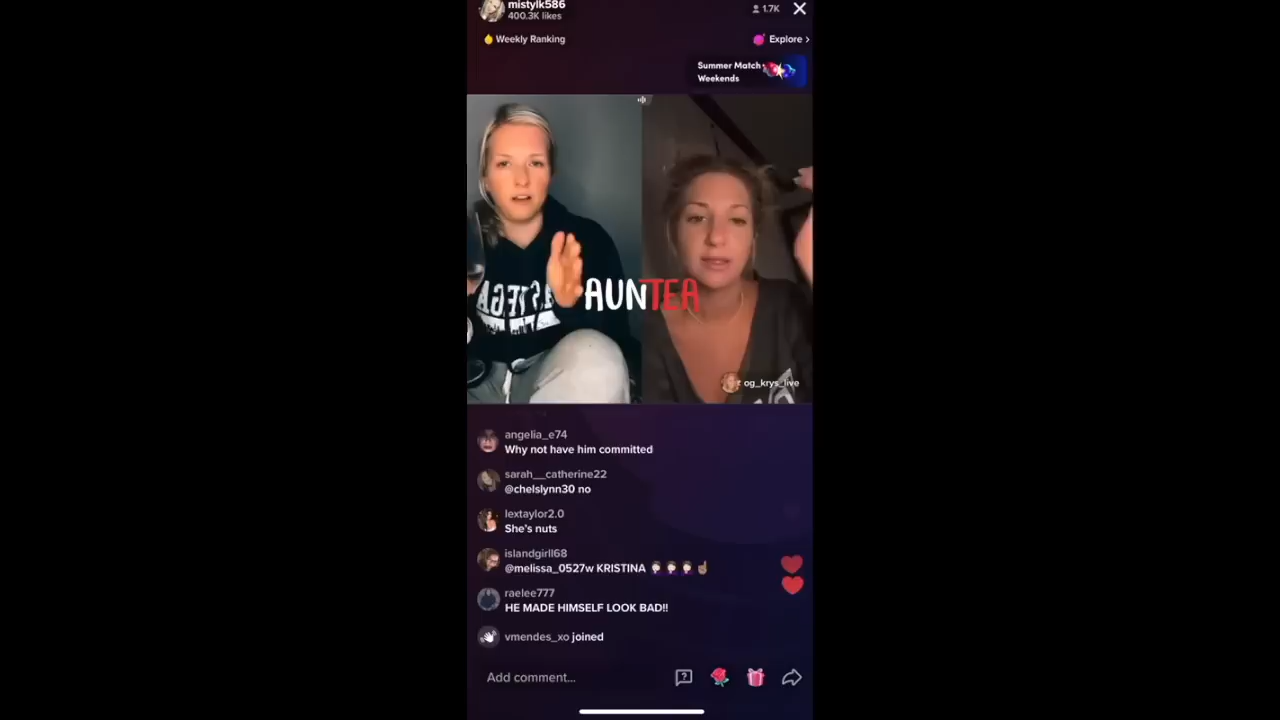 mistylk586
400.3K likes
1.7K
Weekly Ranking
Explore >
Summer Match
Weekends
AUNTEA
og_krys_live
angelia_e74
Why not have him committed
sarah__catherine22
@chelslynn30 no
lextaylor2.0
She's nuts
islandgirll68
@melissa_0527w KRISTINA 🤦🏻‍♀️🤦🏻‍♀️🤦🏻‍♀️☝🏽
raelee777
HE MADE HIMSELF LOOK BAD!!
vmendes_xo joined
Add comment...